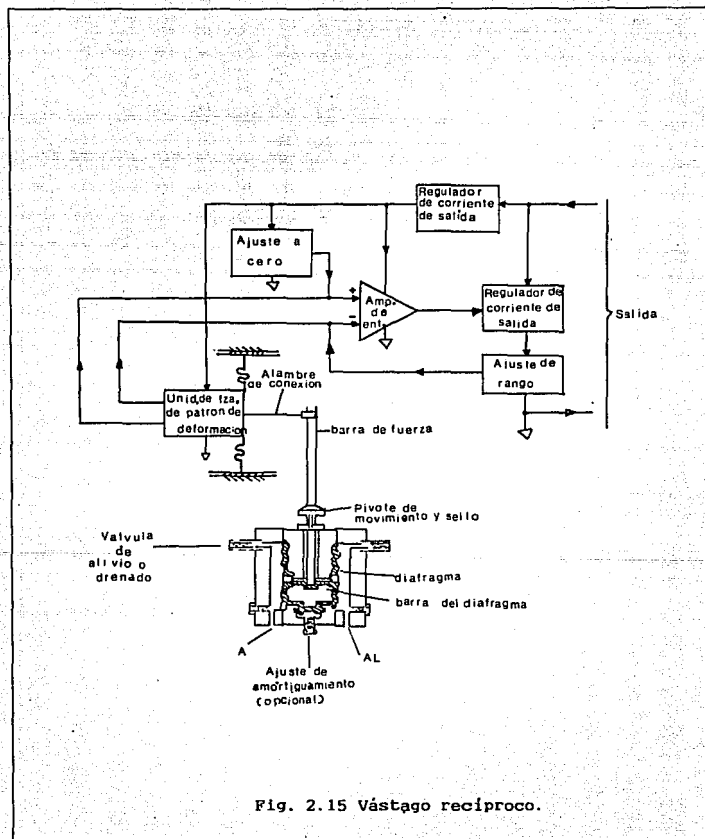 Regulador
de corriente
de salida
Ajuste a
cero
+
-
Amp.
de
ent.
Regulador de
corriente de
salida
Salida
Ajuste de
rango
Alambre
de conexion
Unid. de fza.
de patron de
deformacion
barra de fuerza
Pivote de
movimiento y sello
Valvula
de
alivio o
drenado
diafragma
barra del diafragma
A
AL
Ajuste de
amortiguamiento
(opcional)
Fig. 2.15 Vástago recíproco.